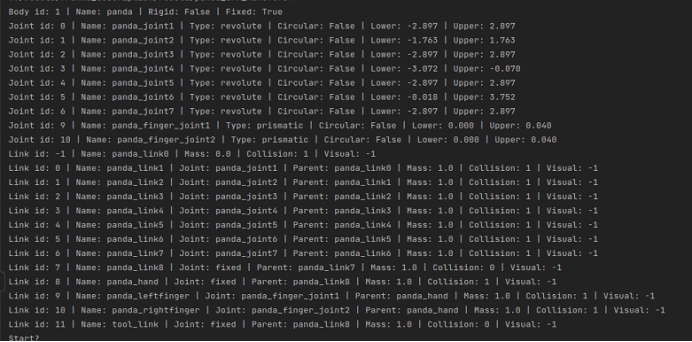 Body id: 1 | Name: panda | Rigid: False | Fixed: True
Joint id: 0 | Name: panda_joint1 | Type: revolute | Circular: False | Lower: -2.897 | Upper: 2.897
Joint id: 1 | Name: panda_joint2 | Type: revolute | Circular: False | Lower: -1.763 | Upper: 1.763
Joint id: 2 | Name: panda_joint3 | Type: revolute | Circular: False | Lower: -2.897 | Upper: 2.897
Joint id: 3 | Name: panda_joint4 | Type: revolute | Circular: False | Lower: -3.072 | Upper: -0.070
Joint id: 4 | Name: panda_joint5 | Type: revolute | Circular: False | Lower: -2.897 | Upper: 2.897
Joint id: 5 | Name: panda_joint6 | Type: revolute | Circular: False | Lower: -0.018 | Upper: 3.752
Joint id: 6 | Name: panda_joint7 | Type: revolute | Circular: False | Lower: -2.897 | Upper: 2.897
Joint id: 9 | Name: panda_finger_joint1 | Type: prismatic | Circular: False | Lower: 0.000 | Upper: 0.040
Joint id: 10 | Name: panda_finger_joint2 | Type: prismatic | Circular: False | Lower: 0.000 | Upper: 0.040
Link id: -1 | Name: panda_link0 | Mass: 0.0 | Collision: 1 | Visual: -1
Link id: 0 | Name: panda_link1 | Joint: panda_joint1 | Parent: panda_link0 | Mass: 1.0 | Collision: 1 | Visual: -1
Link id: 1 | Name: panda_link2 | Joint: panda_joint2 | Parent: panda_link1 | Mass: 1.0 | Collision: 1 | Visual: -1
Link id: 2 | Name: panda_link3 | Joint: panda_joint3 | Parent: panda_link2 | Mass: 1.0 | Collision: 1 | Visual: -1
Link id: 3 | Name: panda_link4 | Joint: panda_joint4 | Parent: panda_link3 | Mass: 1.0 | Collision: 1 | Visual: -1
Link id: 4 | Name: panda_link5 | Joint: panda_joint5 | Parent: panda_link4 | Mass: 1.0 | Collision: 1 | Visual: -1
Link id: 5 | Name: panda_link6 | Joint: panda_joint6 | Parent: panda_link5 | Mass: 1.0 | Collision: 1 | Visual: -1
Link id: 6 | Name: panda_link7 | Joint: panda_joint7 | Parent: panda_link6 | Mass: 1.0 | Collision: 1 | Visual: -1
Link id: 7 | Name: panda_link8 | Joint: fixed | Parent: panda_link7 | Mass: 1.0 | Collision: 0 | Visual: -1
Link id: 8 | Name: panda_hand | Joint: fixed | Parent: panda_link8 | Mass: 1.0 | Collision: 1 | Visual: -1
Link id: 9 | Name: panda_leftfinger | Joint: panda_finger_joint1 | Parent: panda_hand | Mass: 1.0 | Collision: 1 | Visual: -1
Link id: 10 | Name: panda_rightfinger | Joint: panda_finger_joint2 | Parent: panda_hand | Mass: 1.0 | Collision: 1 | Visual: -1
Link id: 11 | Name: tool_link | Joint: fixed | Parent: panda_link8 | Mass: 1.0 | Collision: 0 | Visual: -1
Start?